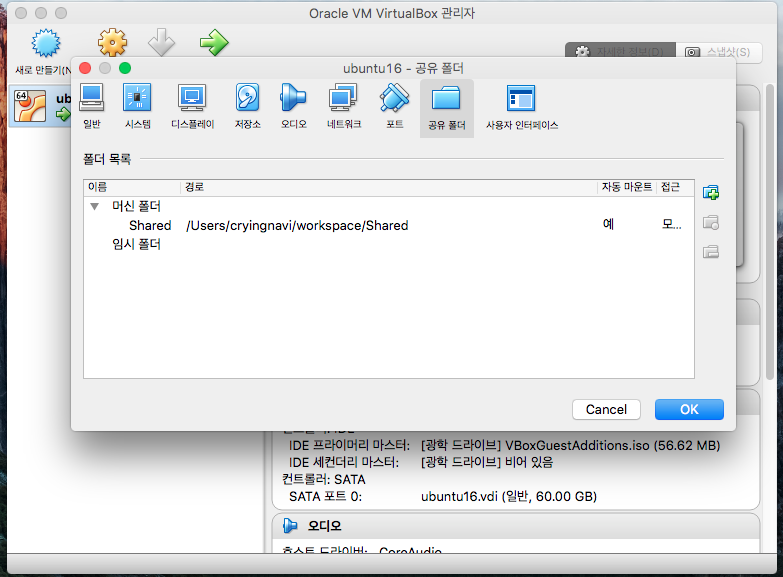 Oracle VM VirtualBox 관리자
새로 만들기(N
자세한 정보(D)
스냅샷(S)
64
ub
ubuntu16 - 공유 폴더
일반
시스템
디스플레이
저장소
오디오
네트워크
포트
공유 폴더
사용자 인터페이스
폴더 목록
이름 경로 자동 마운트 접근
머신 폴더
Shared /Users/cryingnavi/workspace/Shared 예 모...
임시 폴더
Cancel
OK
IDE 프라이머리 마스터: [광학 드라이브] VBoxGuestAdditions.iso (56.62 MB)
IDE 세컨더리 마스터: [광학 드라이브] 비어 있음
컨트롤러: SATA
SATA 포트 0: ubuntu16.vdi (일반, 60.00 GB)
오디오
호스트 드라이버: CoreAudio